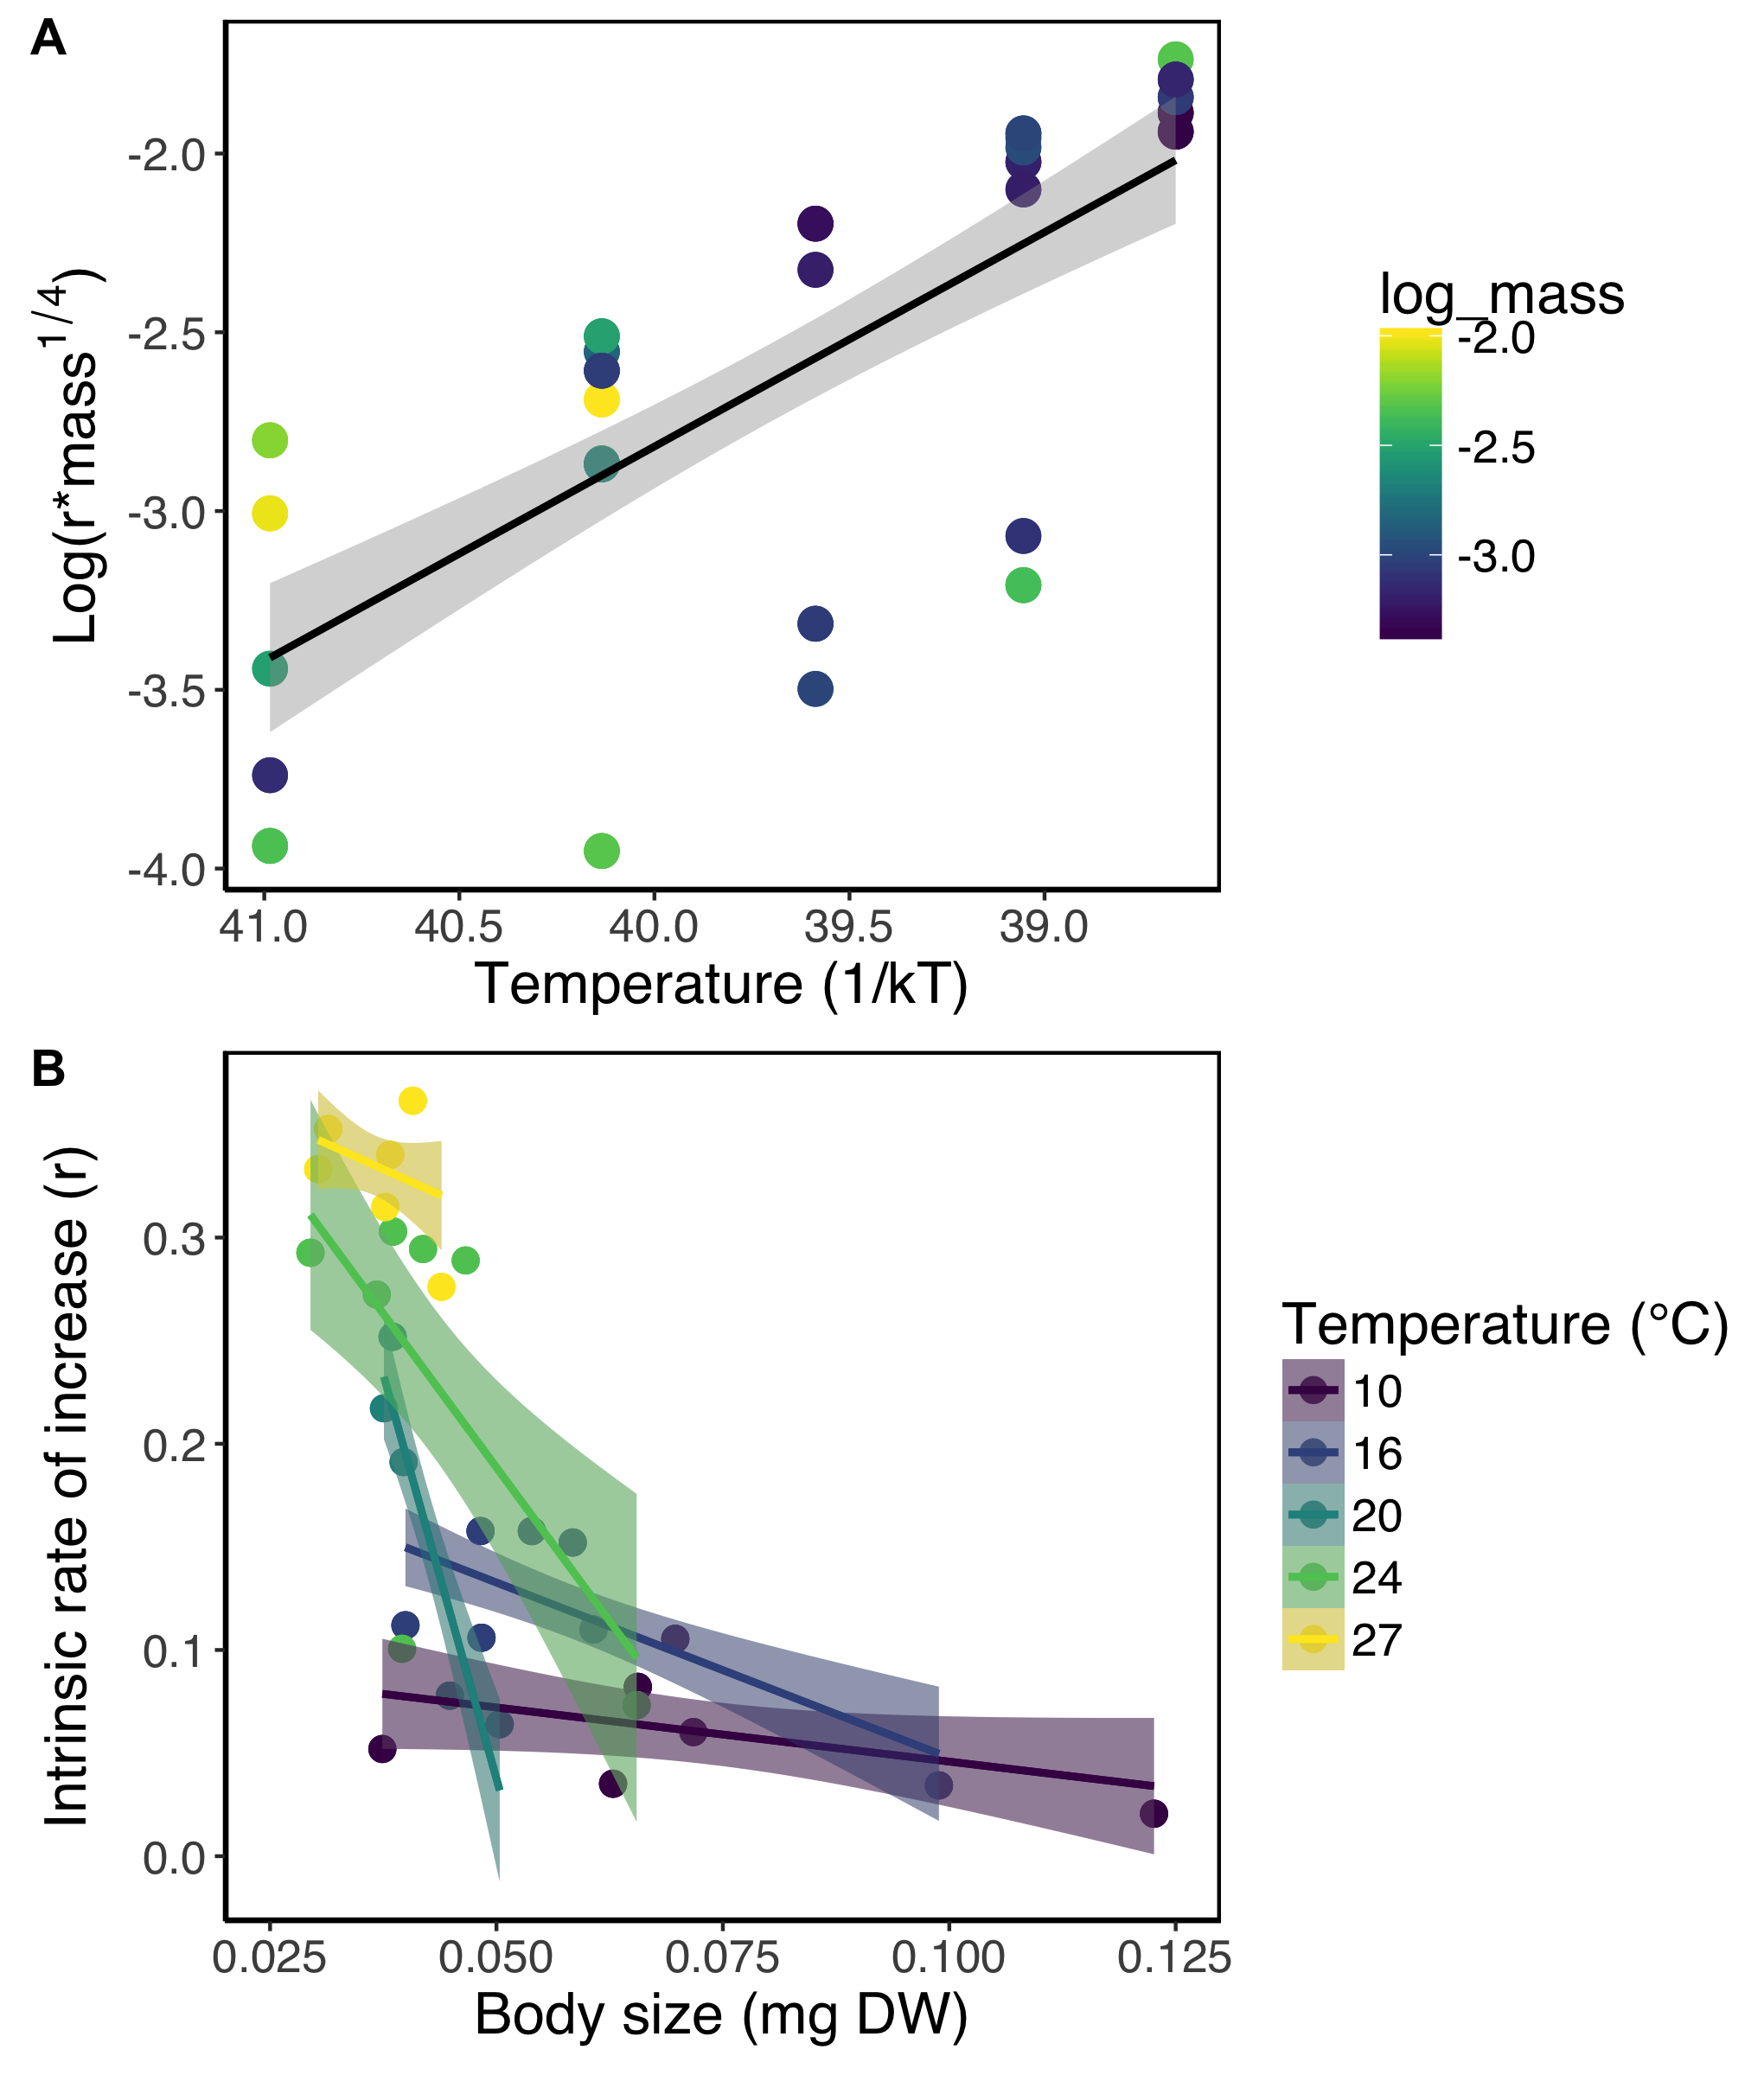 A
Log(r*mass1/4)
-2.0
-2.5
-3.0
-3.5
-4.0
41.0 40.5 40.0 39.5 39.0
Temperature (1/kT)
log_mass
-2.0
-2.5
-3.0
B
Intrinsic rate of increase (r)
0.3
0.2
0.1
0.0
0.025 0.050 0.075 0.100 0.125
Body size (mg DW)
Temperature (°C)
10
16
20
24
27